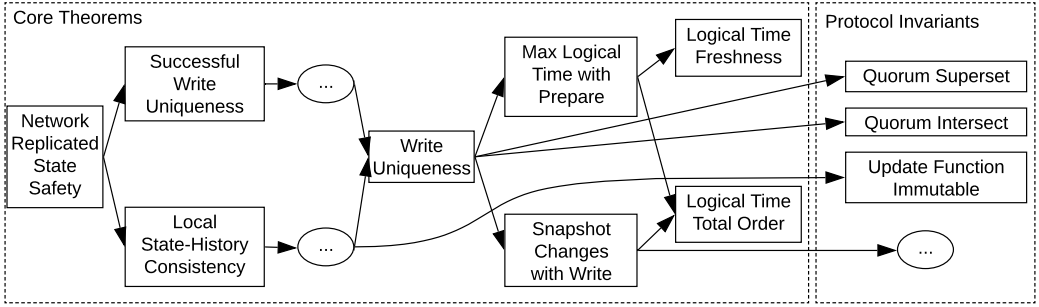 Core Theorems
Network
Replicated
State
Safety
Successful
Write
Uniqueness
Local
State-History
Consistency
...
...
Write
Uniqueness
Max Logical
Time with
Prepare
Snapshot
Changes
with Write
Logical Time
Freshness
Logical Time
Total Order
Protocol Invariants
Quorum Superset
Quorum Intersect
Update Function
Immutable
...